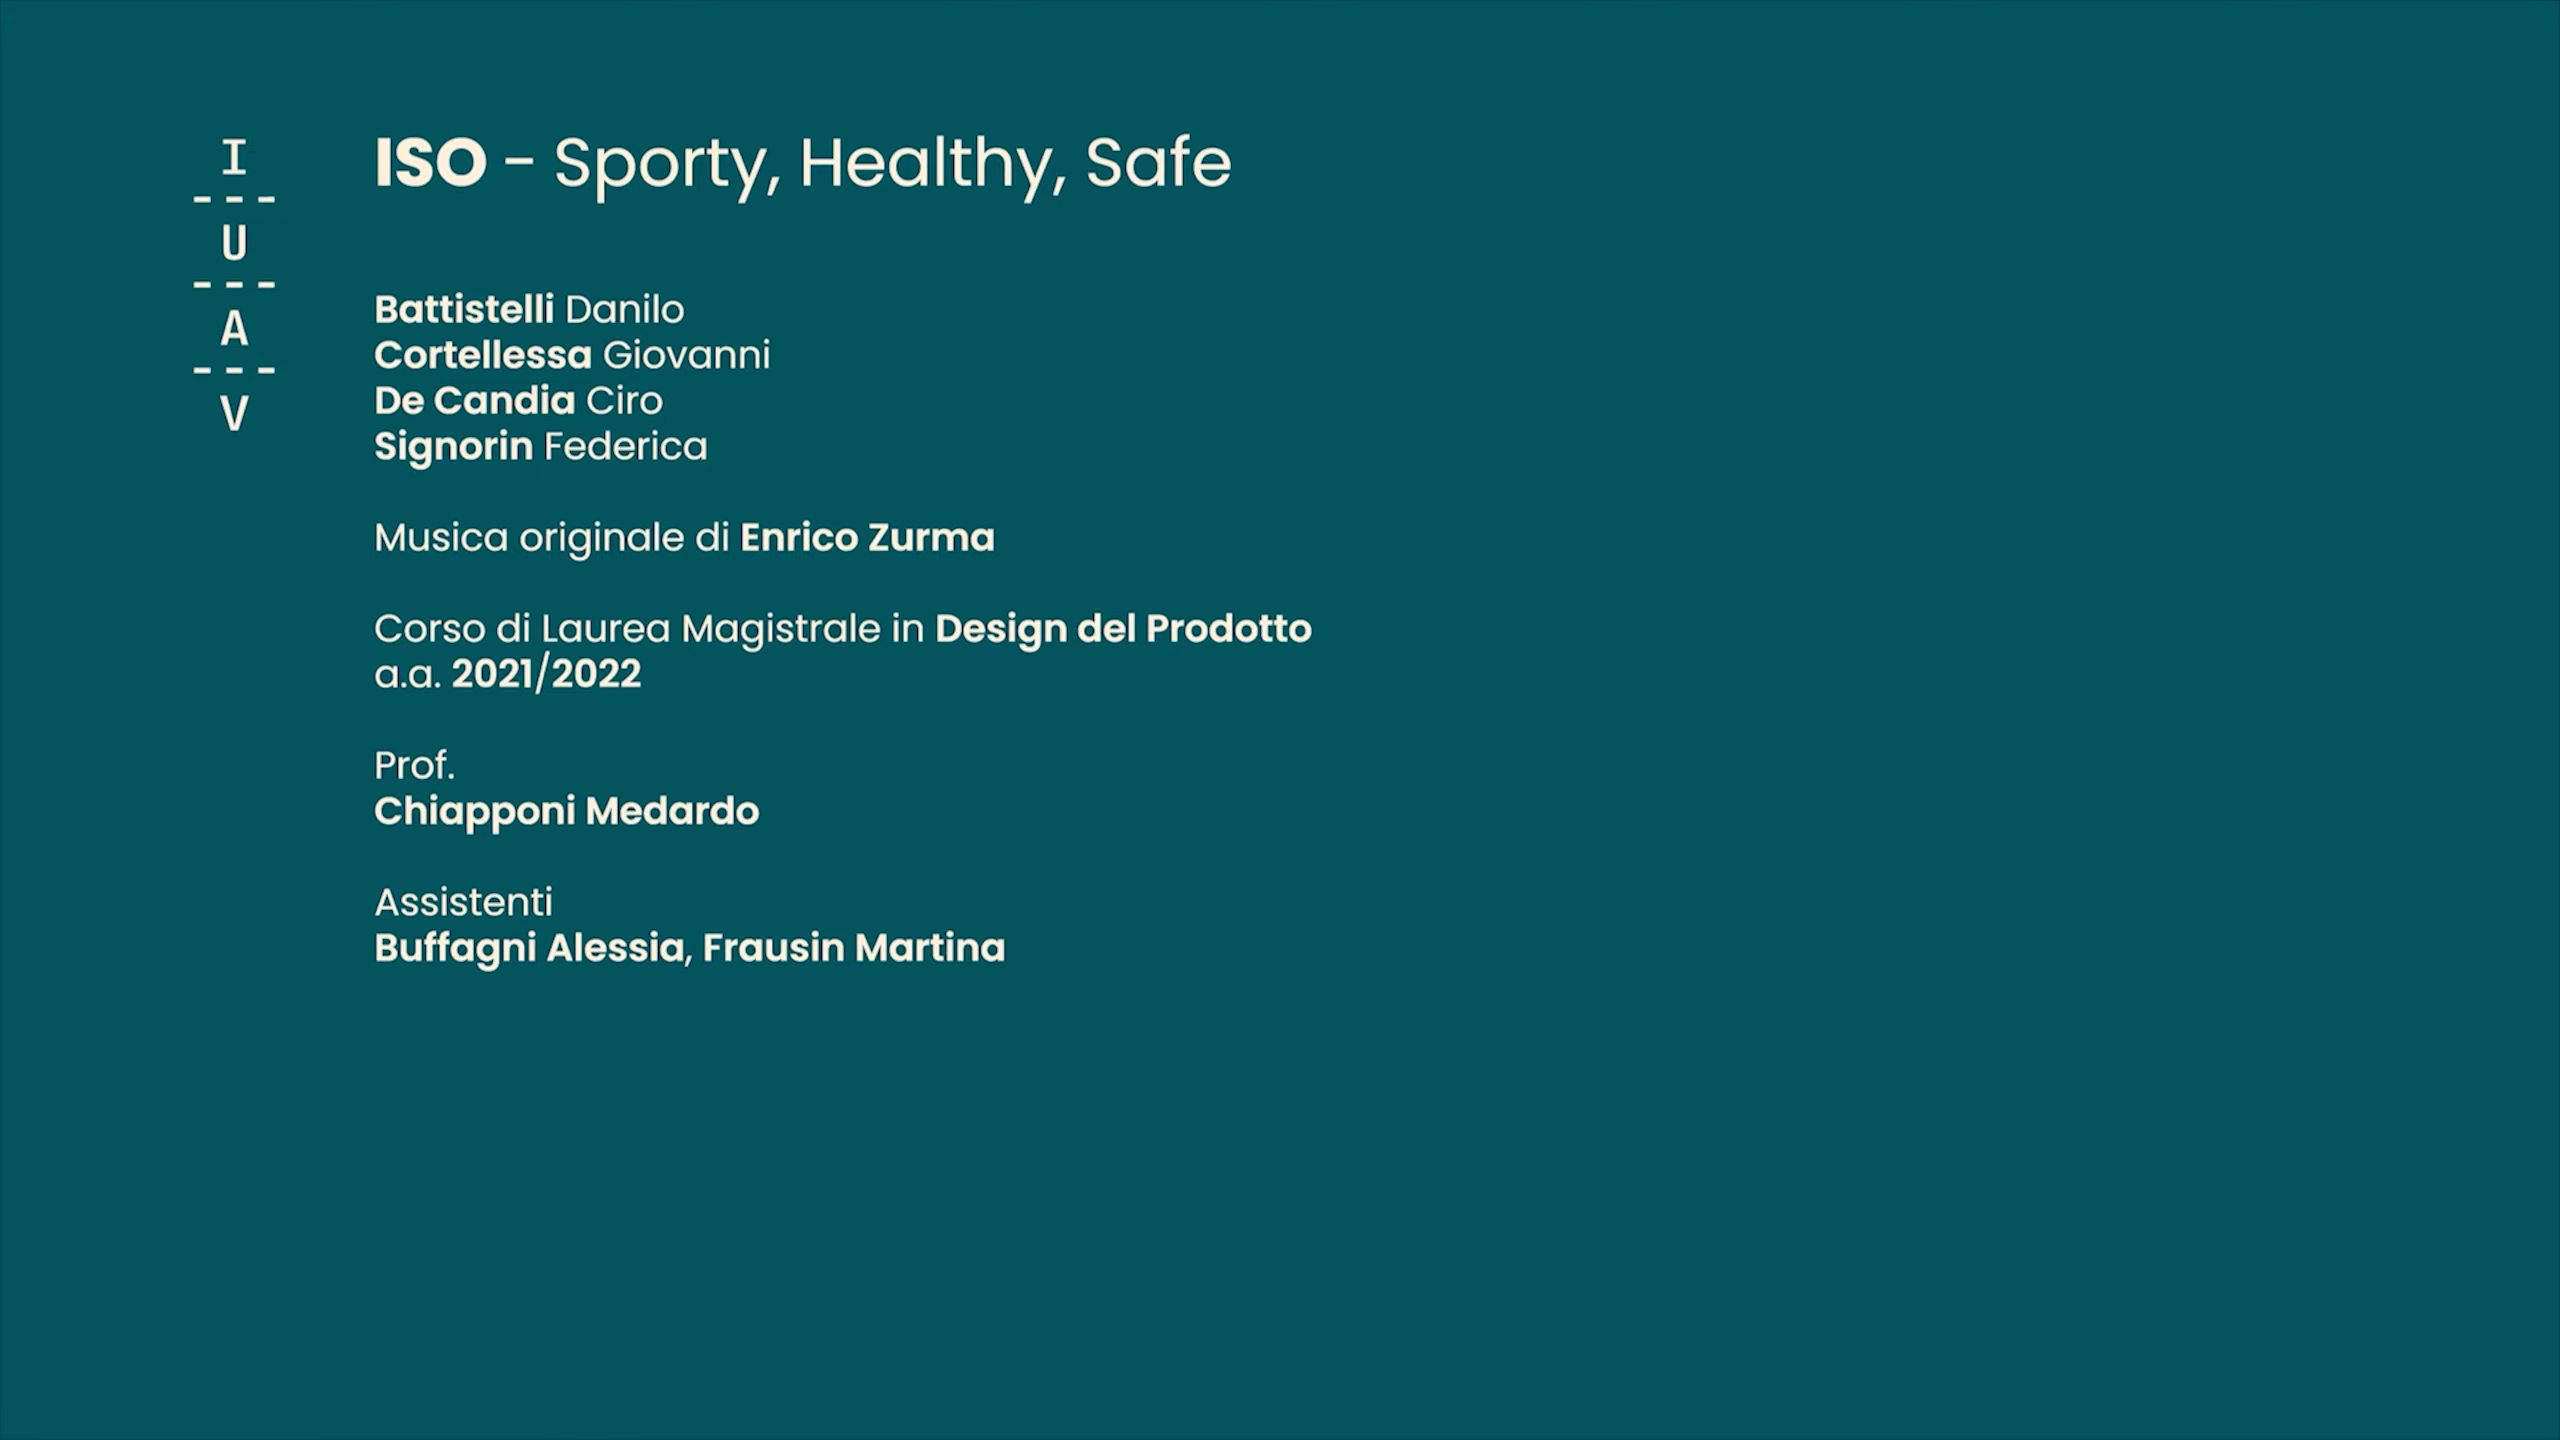 I
---
U
---
A
---
V
ISO - Sporty, Healthy, Safe
Battistelli Danilo
Cortellessa Giovanni
De Candia Ciro
Signorin Federica
Musica originale di Enrico Zurma
Corso di Laurea Magistrale in Design del Prodotto
a.a. 2021/2022
Prof.
Chiapponi Medardo
Assistenti
Buffagni Alessia, Frausin Martina